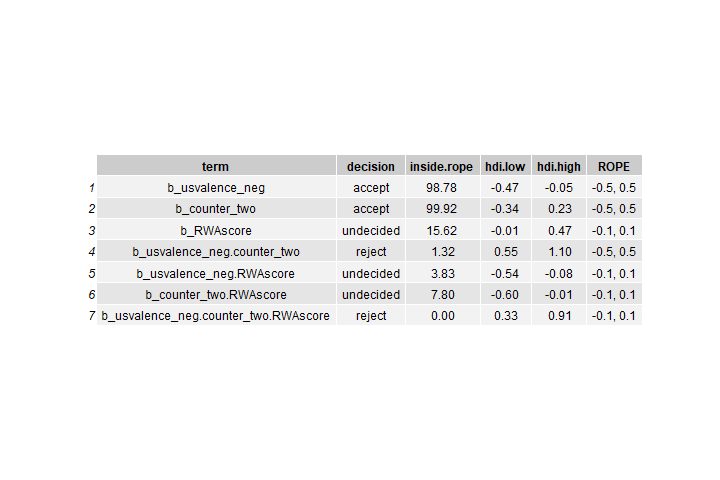 term decision inside.rope hdi.low hdi.high ROPE
1 b_usvalence_neg accept 98.78 -0.47 -0.05 -0.5, 0.5
2 b_counter_two accept 99.92 -0.34 0.23 -0.5, 0.5
3 b_RWAscore undecided 15.62 -0.01 0.47 -0.1, 0.1
4 b_usvalence_neg.counter_two reject 1.32 0.55 1.10 -0.5, 0.5
5 b_usvalence_neg.RWAscore undecided 3.83 -0.54 -0.08 -0.1, 0.1
6 b_counter_two.RWAscore undecided 7.80 -0.60 -0.01 -0.1, 0.1
7 b_usvalence_neg.counter_two.RWAscore reject 0.00 0.33 0.91 -0.1, 0.1